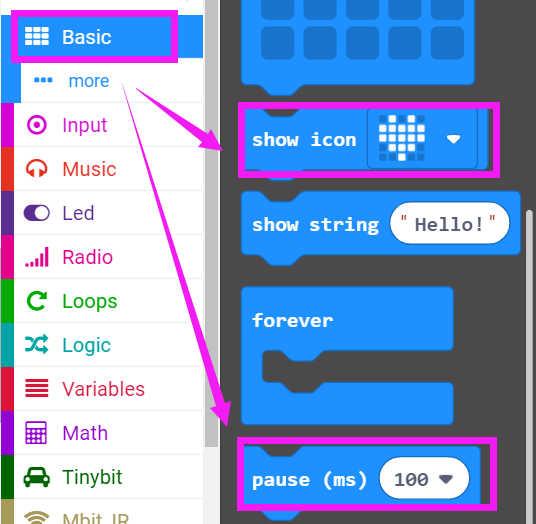 Basic
more
Input
Music
Led
Radio
Loops
Logic
Variables
Math
Tinybit
Mbit_IR
show icon
show string "Hello!"
forever
pause (ms) 100